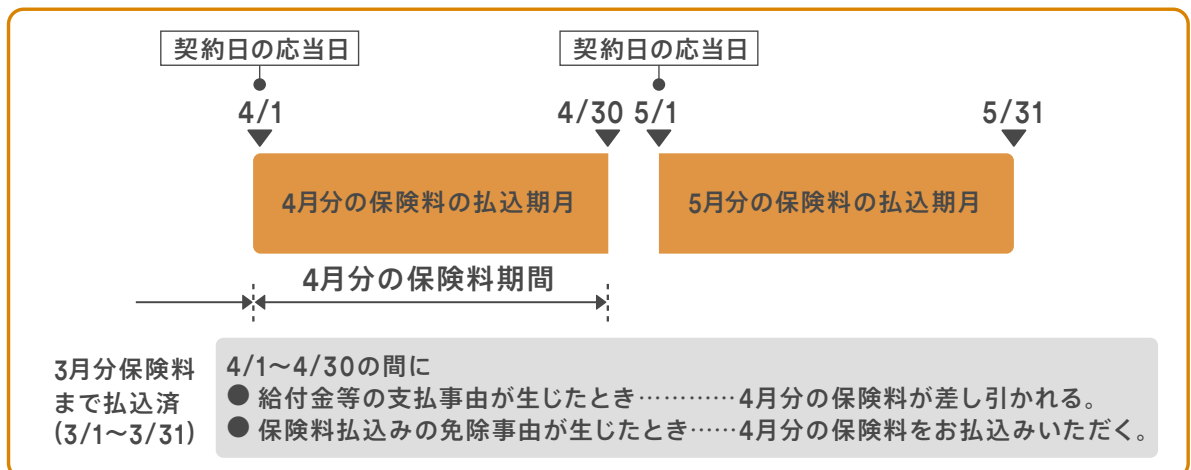 契約日の応当日 契約日の応当日
4/1 4/30 5/1 5/31
4月分の保険料の払込期月 5月分の保険料の払込期月
4月分の保険料期間
3月分保険料
まで払込済
(3/1〜3/31)
4/1〜4/30の間に
● 給付金等の支払事由が生じたとき…………4月分の保険料が差し引かれる。
● 保険料払込みの免除事由が生じたとき……4月分の保険料をお払込みいただく。